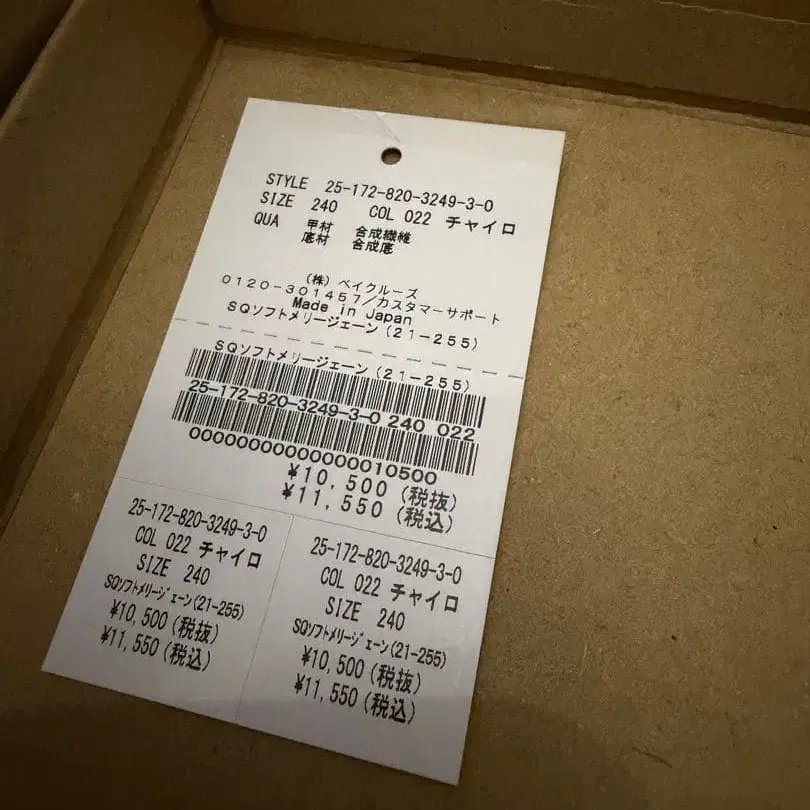 STYLE 25-172-820-3249-3-0
SIZE 240 COL 022 チャイロ
QUA 甲材 合成繊維
底材 合成底
（株）ベイクルーズ
０１２０－３０１４５７／カスタマーサポート
Made in Japan
ＳＱソフトメリージェーン（２１－２５５）
ＳＱソフトメリージェーン（２１－２５５）
25-172-820-3249-3-0 240 022
00000000000000010500
¥10,500（税抜）
¥11,550（税込）
25-172-820-3249-3-0
COL 022 チャイロ
SIZE 240
SQソフトメリージェーン(21-255)
¥10,500(税抜)
¥11,550(税込)
25-172-820-3249-3-0
COL 022 チャイロ
SIZE 240
SQソフトメリージェーン(21-255)
¥10,500(税抜)
¥11,550(税込)